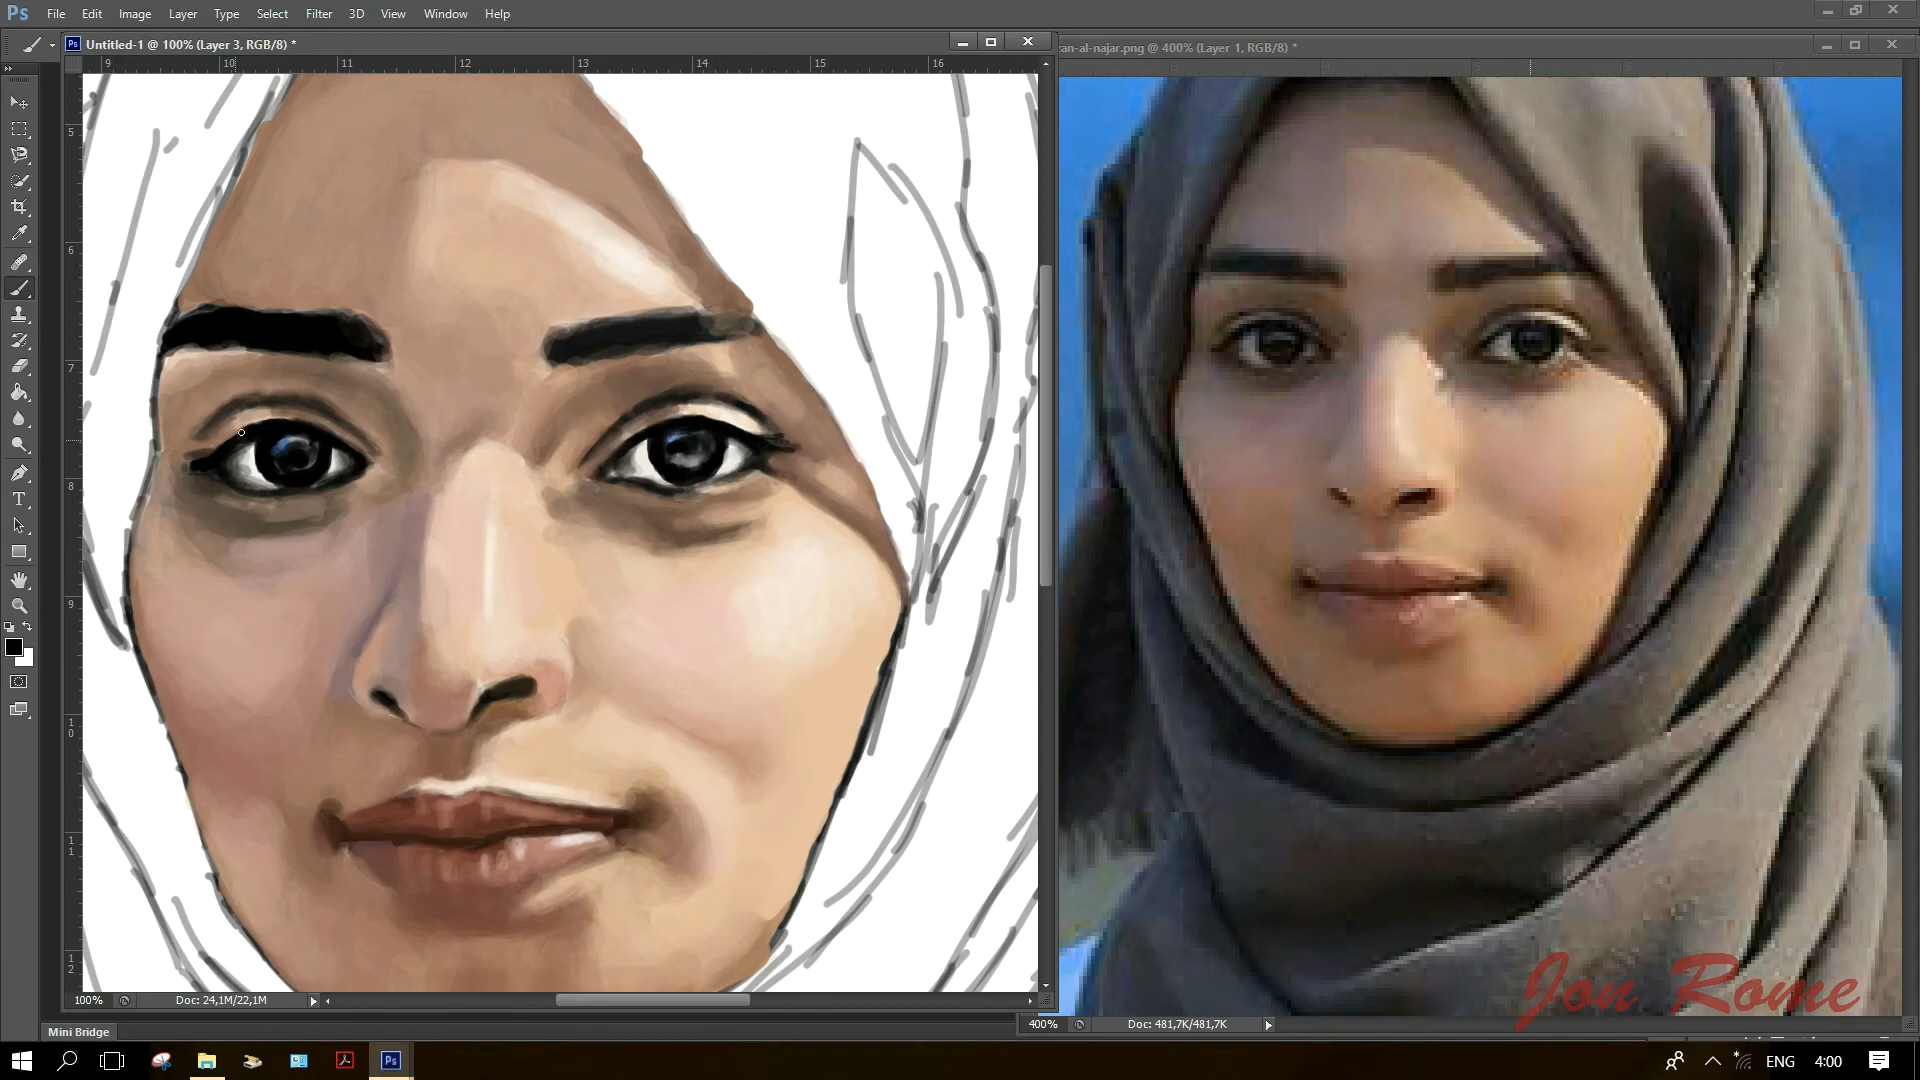 Ps File Edit Image Layer Type Select Filter 3D View Window Help
Ps Untitled-1 @ 100% (Layer 3, RGB/8) *
zan-al-najar.png @ 400% (Layer 1, RGB/8) *
9 10 11 12 13 14 15 16
5
6
7
8
9
10
11
12
T
100% Doc: 24,1M/22,1M
400% Doc: 481,7K/481,7K
Jon Rome
Mini Bridge
Ps ENG 4:00